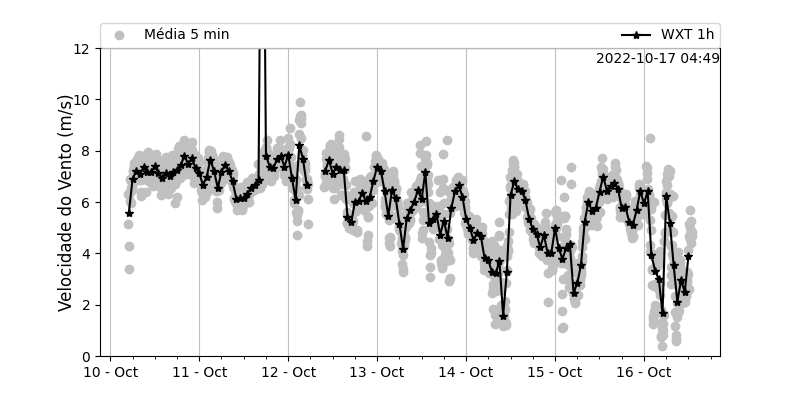 Média 5 min
WXT 1h
2022-10-17 04:49
Velocidade do Vento (m/s)
12
10
8
6
4
2
0
10 - Oct
11 - Oct
12 - Oct
13 - Oct
14 - Oct
15 - Oct
16 - Oct